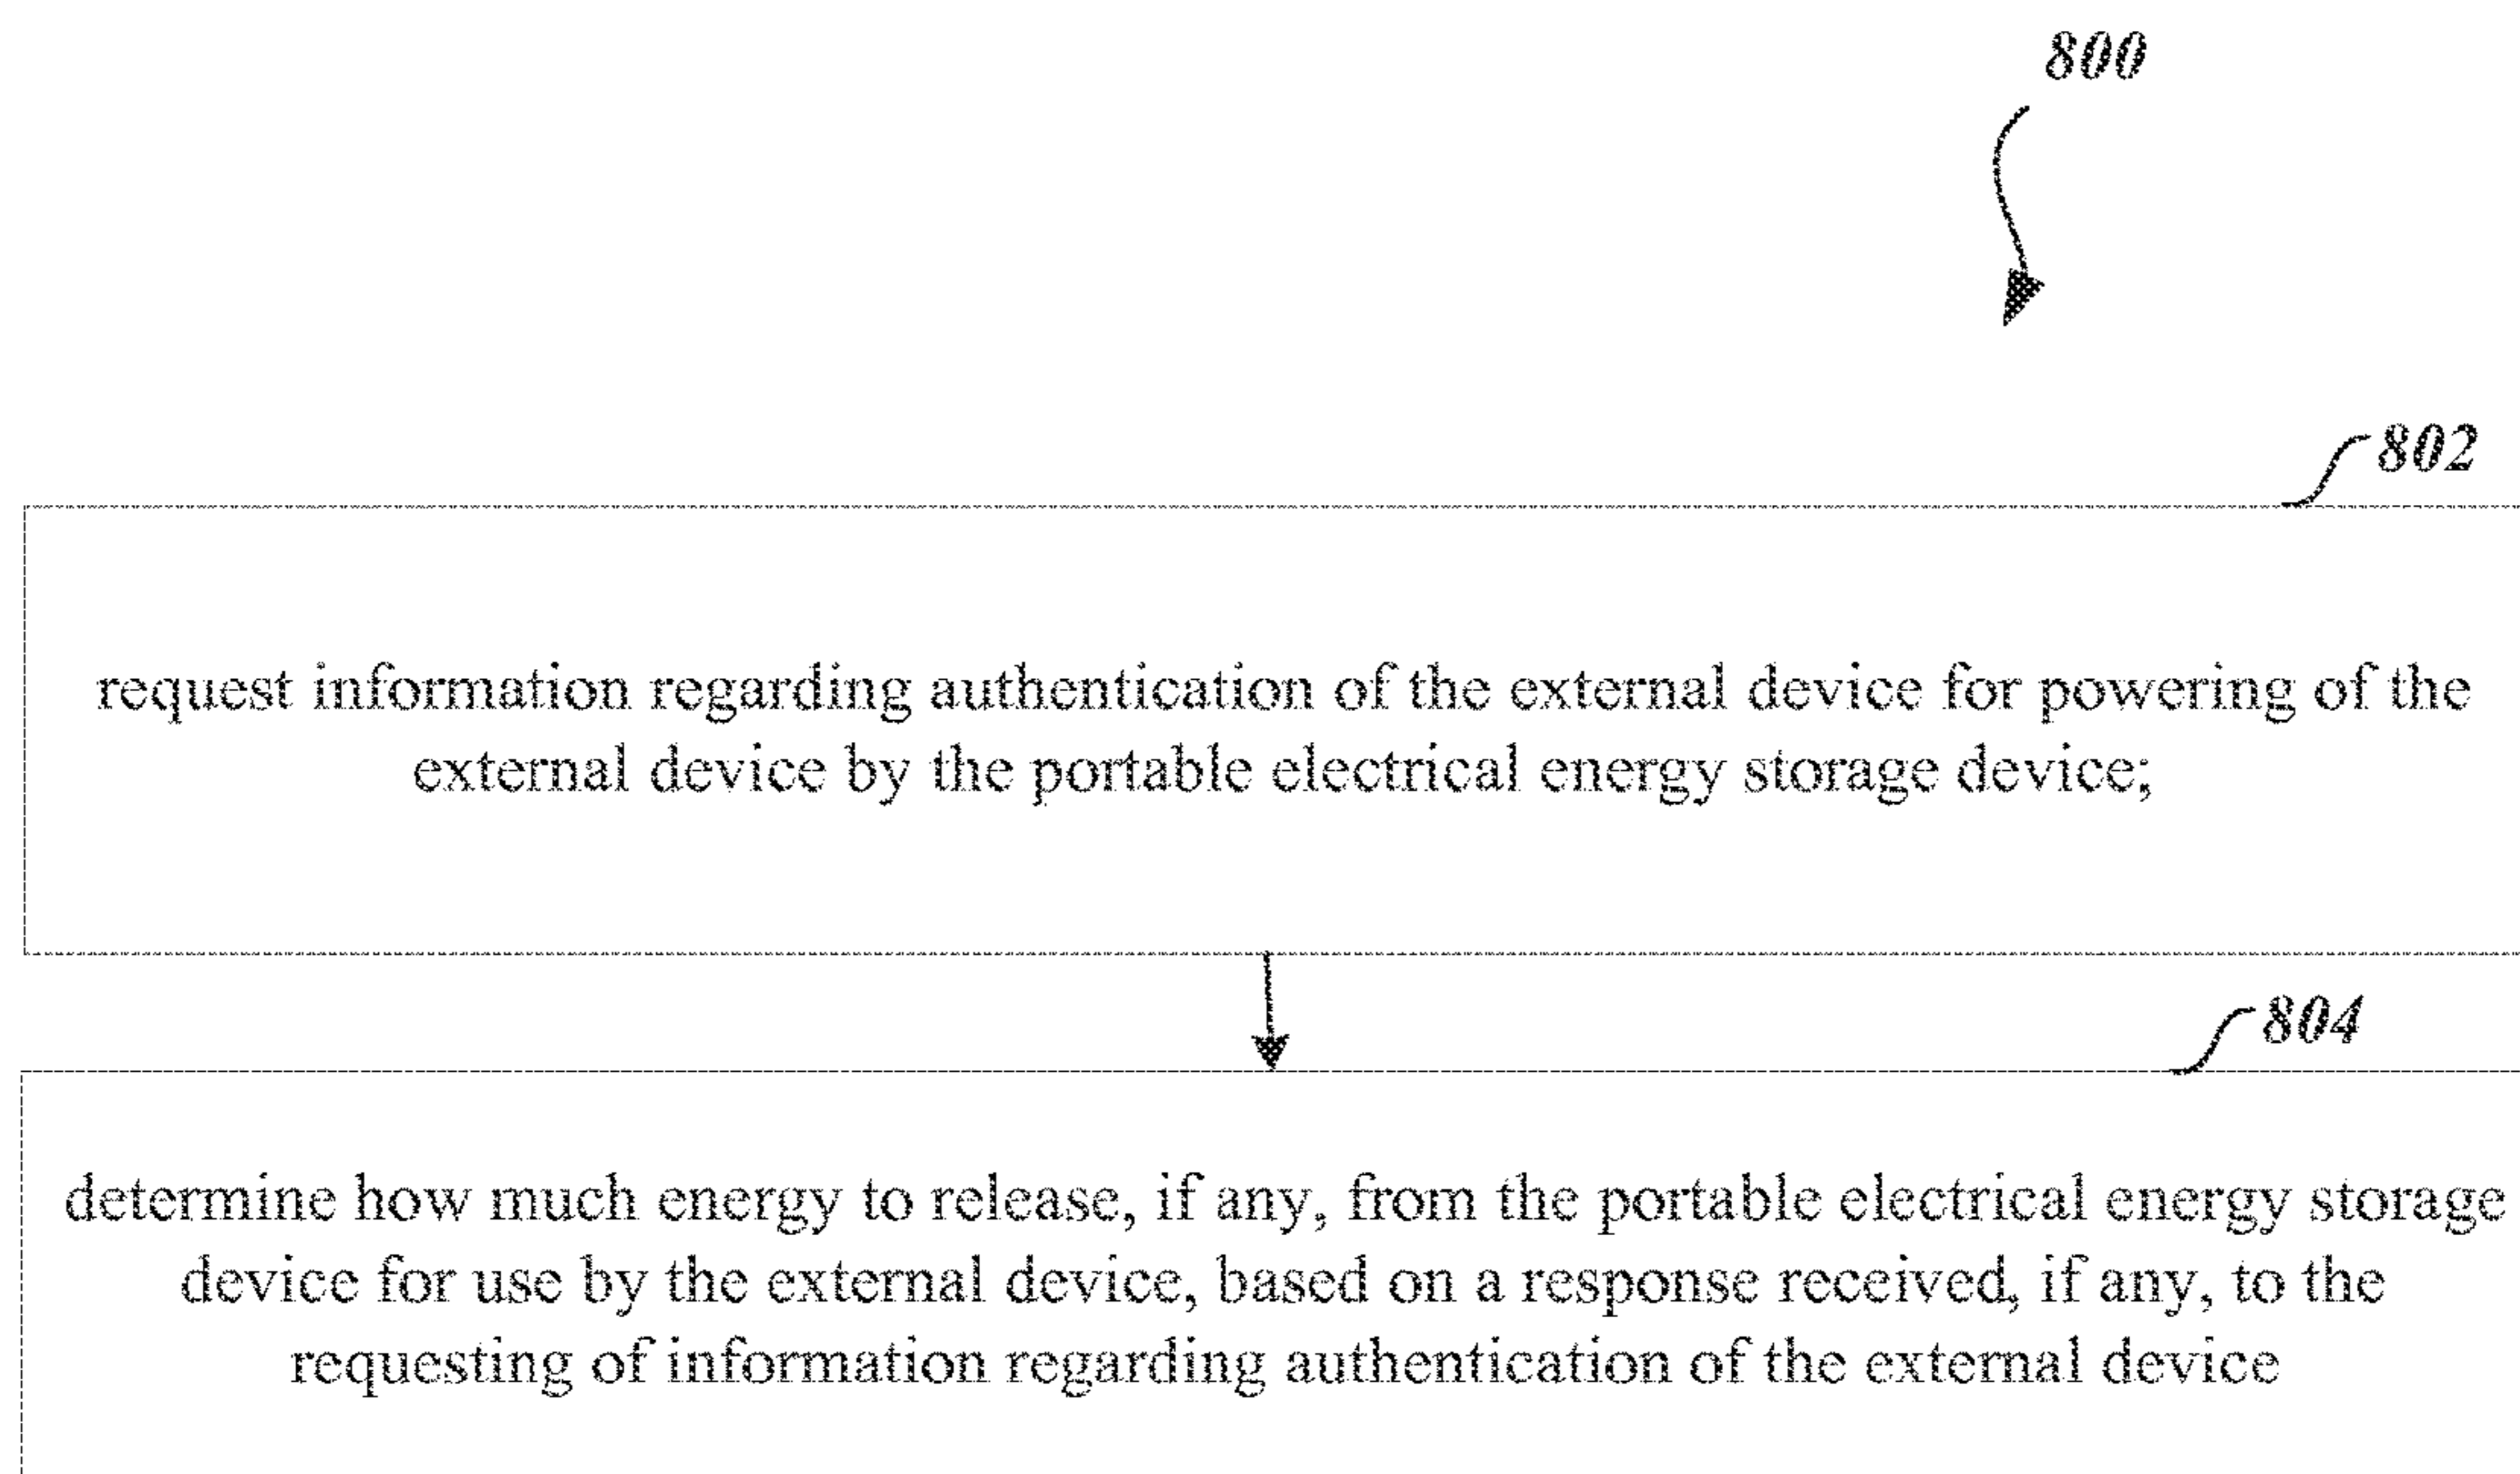 800
802
request information regarding authentication of the external device for powering of the
external device by the portable electrical energy storage device;
804
determine how much energy to release, if any, from the portable electrical energy storage
device for use by the external device, based on a response received, if any, to the
requesting of information regarding authentication of the external device